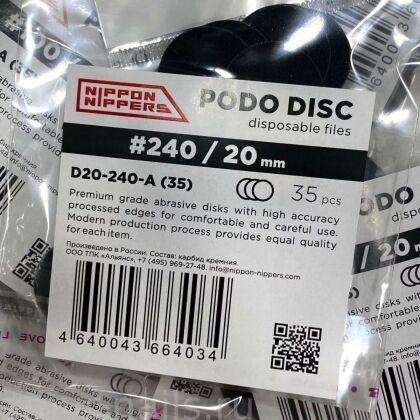 NIPPON
NIPPERS
PODO DISC
disposable files
#240 / 20 mm
D20-240-A (35)
35 pcs
Premium grade abrasive disks with high accuracy
processed edges for comfortable and careful use.
Modern production process provides equal quality
for each item.
Произведено в России. Состав: карбид кремния.
ООО ТПК «Альянс», +7 (495) 969-27-48. info@nippon-nippers.com
4 640043 664034